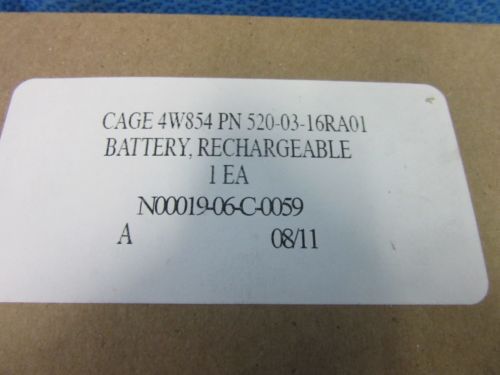 CAGE 4W854 PN 520-03-16RA01
BATTERY, RECHARGEABLE
1 EA
N00019-06-C-0059
A 08/11